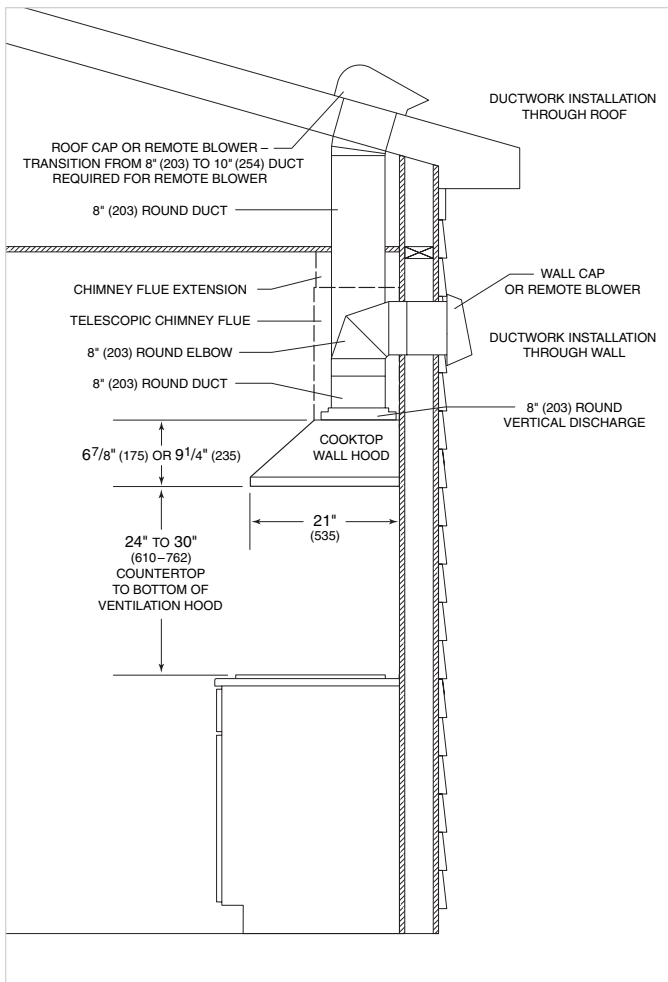 DUCTWORK INSTALLATION
THROUGH ROOF
ROOF CAP OR REMOTE BLOWER –
TRANSITION FROM 8" (203) TO 10" (254) DUCT
REQUIRED FOR REMOTE BLOWER
8" (203) ROUND DUCT
CHIMNEY FLUE EXTENSION
TELESCOPIC CHIMNEY FLUE
8" (203) ROUND ELBOW
8" (203) ROUND DUCT
WALL CAP
OR REMOTE BLOWER
DUCTWORK INSTALLATION
THROUGH WALL
8" (203) ROUND
VERTICAL DISCHARGE
COOKTOP
WALL HOOD
6 7/8" (175) OR 9 1/4" (235)
21"
(535)
24" TO 30"
(610–762)
COUNTERTOP
TO BOTTOM OF
VENTILATION HOOD